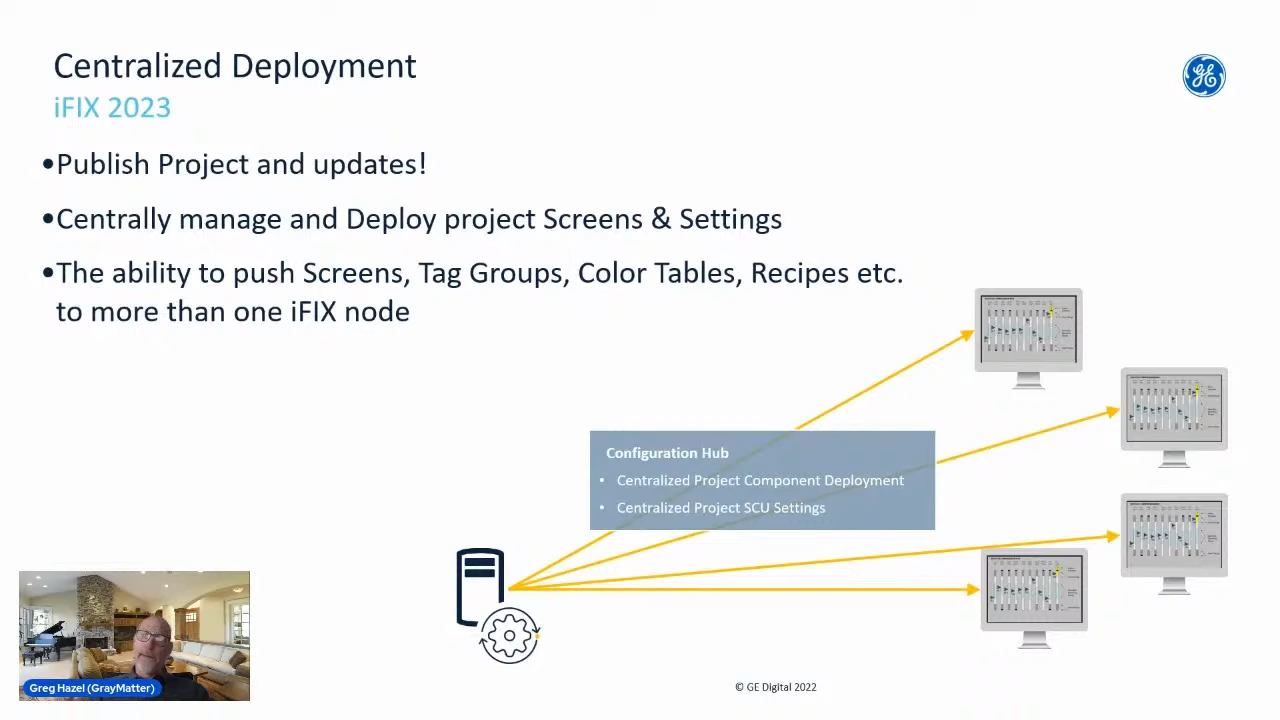 Centralized Deployment
iFIX 2023
•Publish Project and updates!
•Centrally manage and Deploy project Screens & Settings
•The ability to push Screens, Tag Groups, Color Tables, Recipes etc.
to more than one iFIX node
Configuration Hub
• Centralized Project Component Deployment
• Centralized Project SCU Settings
Greg Hazel (GrayMatter)
© GE Digital 2022